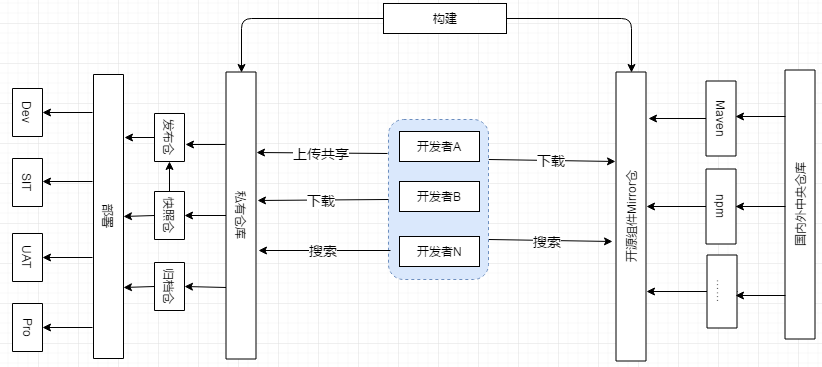 构建
Dev
SIT
UAT
Pro
部署
发布仓
快照仓
归档仓
私有仓库
上传共享
下载
搜索
开发者A
开发者B
开发者N
下载
搜索
开源组件Mirror仓
Maven
npm
......
国内外中央仓库